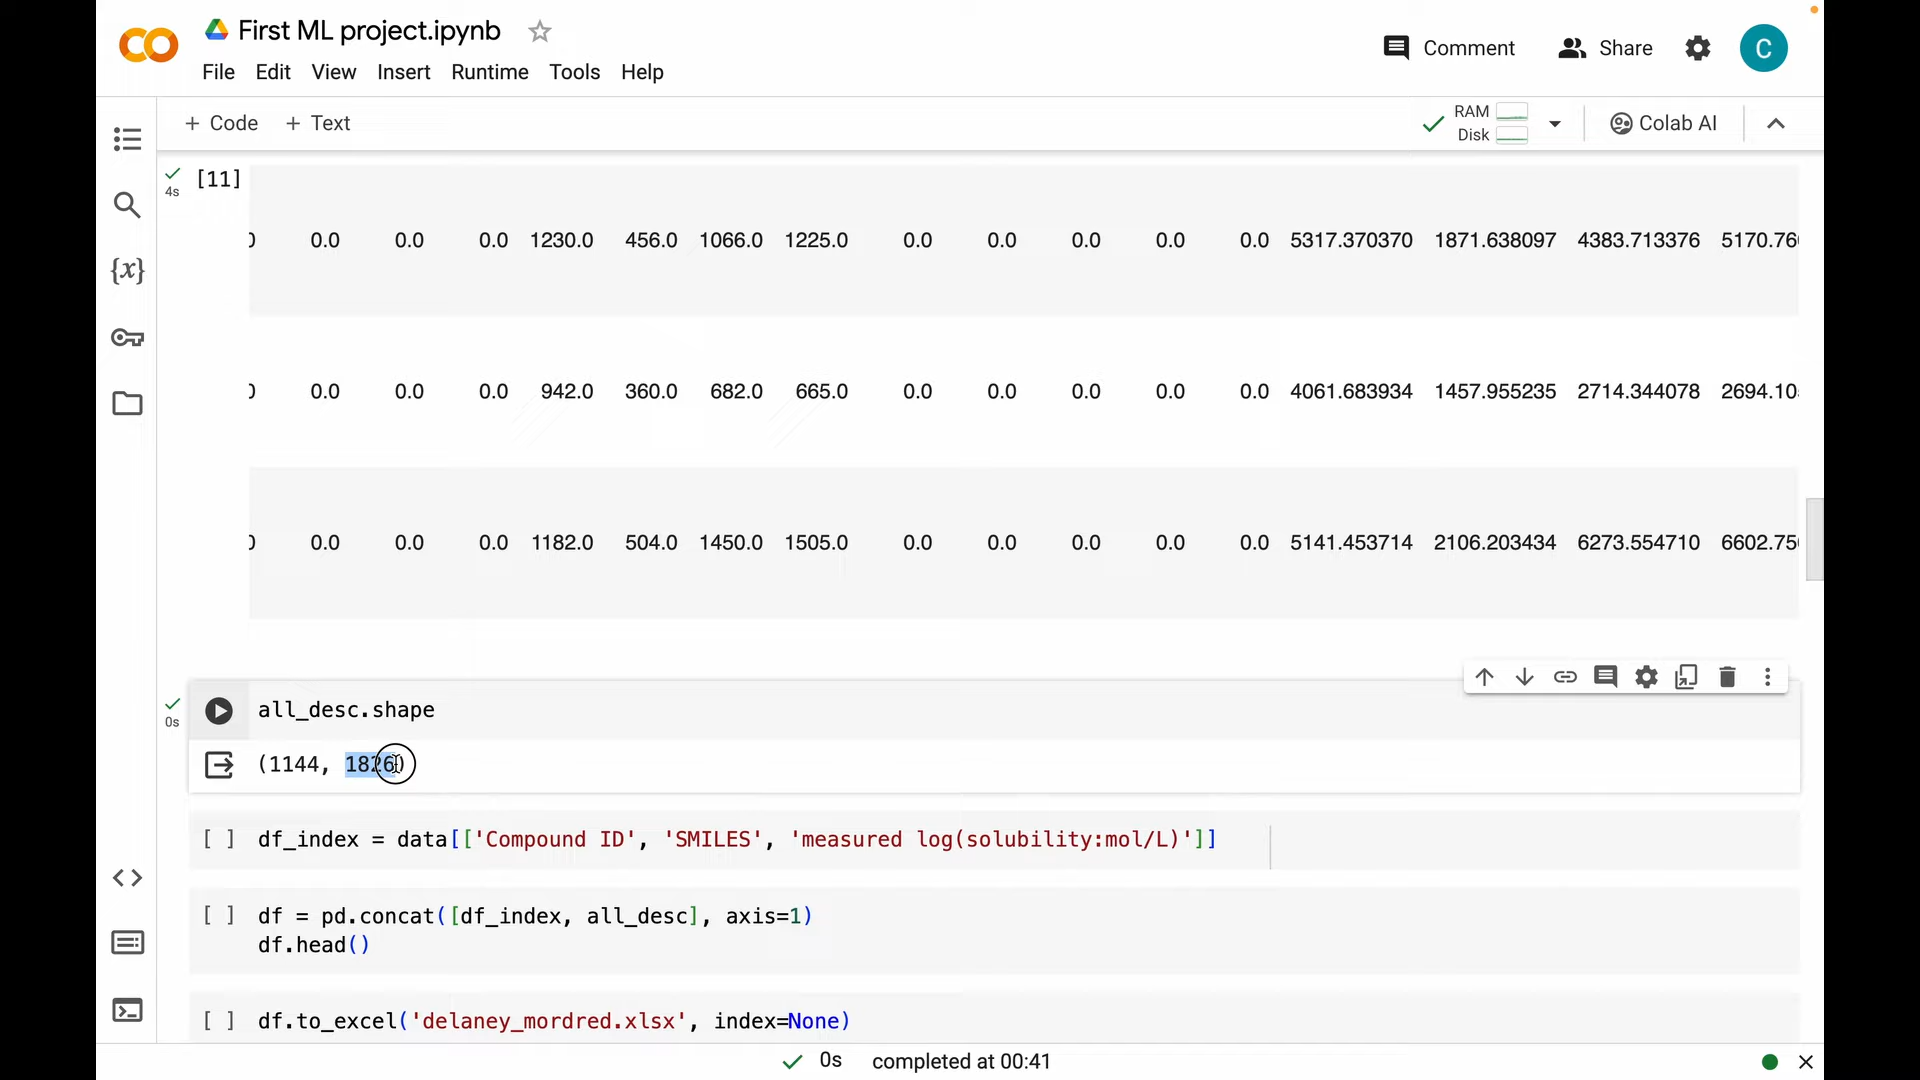 First ML project.ipynb
Comment Share C
File Edit View Insert Runtime Tools Help
+ Code + Text
RAM
Disk
Colab AI
4s [11]
0.0 0.0 0.0 1230.0 456.0 1066.0 1225.0 0.0 0.0 0.0 0.0 0.0 5317.370370 1871.638097 4383.713376
{x}
0.0 0.0 0.0 942.0 360.0 682.0 665.0 0.0 0.0 0.0 0.0 0.0 4061.683934 1457.955235 2714.344078
0.0 0.0 0.0 1182.0 504.0 1450.0 1505.0 0.0 0.0 0.0 0.0 0.0 5141.453714 2106.203434 6273.554710
0s all_desc.shape
(1144, 1826)
[ ] df_index = data[['Compound ID', 'SMILES', 'measured log(solubility:mol/L)']]
[ ] df = pd.concat([df_index, all_desc], axis=1)
df.head()
[ ] df.to_excel('delaney_mordred.xlsx', index=None)
0s completed at 00:41